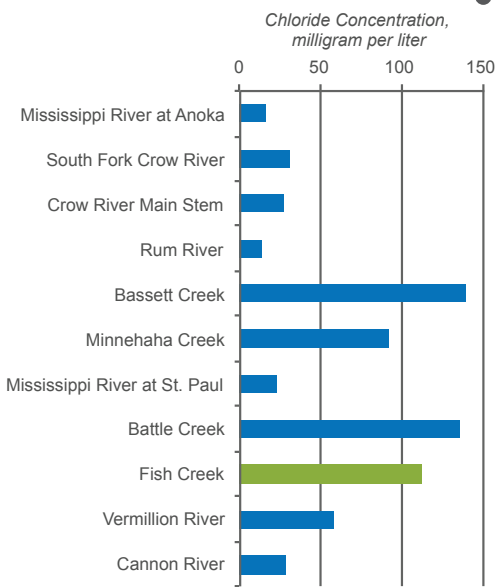 Chloride Concentration,
milligram per liter
0 50 100 150
Mississippi River at Anoka
South Fork Crow River
Crow River Main Stem
Rum River
Bassett Creek
Minnehaha Creek
Mississippi River at St. Paul
Battle Creek
Fish Creek
Vermillion River
Cannon River